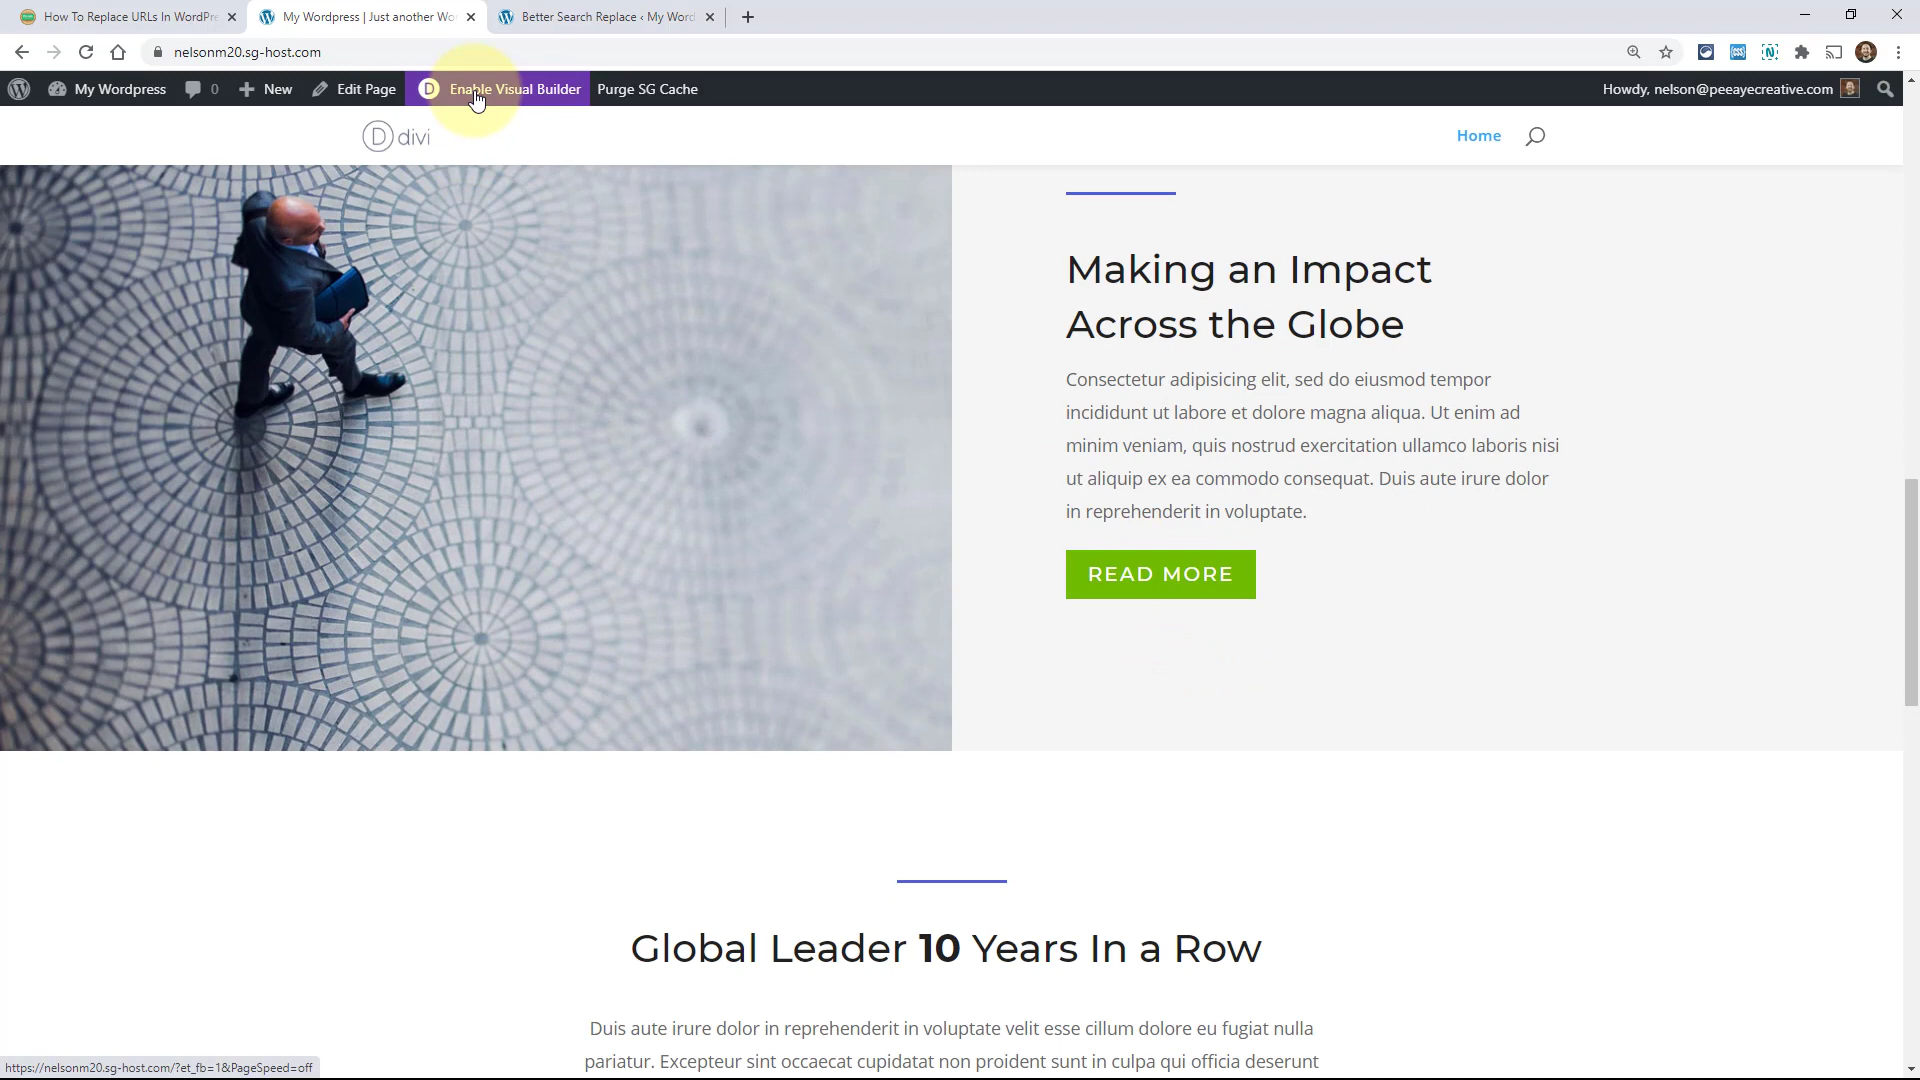 How To Replace URLs In WordPre
My Wordpress | Just another Wo
Better Search Replace ‹ My Word
nelsonm20.sg-host.com
My Wordpress 0 New Edit Page D Enable Visual Builder Purge SG Cache Howdy, nelson@peeayecreative.com
D divi
Home
Making an Impact
Across the Globe
Consectetur adipisicing elit, sed do eiusmod tempor
incididunt ut labore et dolore magna aliqua. Ut enim ad
minim veniam, quis nostrud exercitation ullamco laboris nisi
ut aliquip ex ea commodo consequat. Duis aute irure dolor
in reprehenderit in voluptate.
READ MORE
Global Leader 10 Years In a Row
Duis aute irure dolor in reprehenderit in voluptate velit esse cillum dolore eu fugiat nulla
pariatur. Excepteur sint occaecat cupidatat non proident sunt in culpa qui officia deserunt
https://nelsonm20.sg-host.com/?et_fb=1&PageSpeed=off